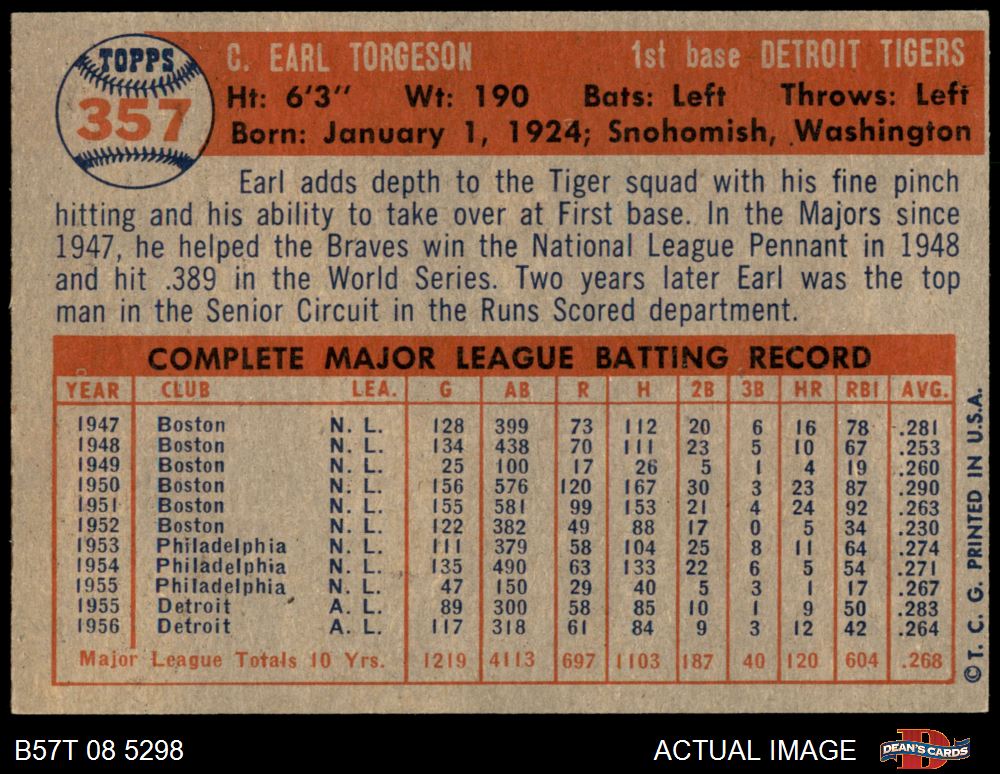 TOPPS
357
C. EARL TORGESON 1st base DETROIT TIGERS
Ht: 6'3" Wt: 190 Bats: Left Throws: Left
Born: January 1, 1924; Snohomish, Washington
Earl adds depth to the Tiger squad with his fine pinch
hitting and his ability to take over at First base. In the Majors since
1947, he helped the Braves win the National League Pennant in 1948
and hit .389 in the World Series. Two years later Earl was the top
man in the Senior Circuit in the Runs Scored department.
COMPLETE MAJOR LEAGUE BATTING RECORD
YEAR CLUB LEA. G AB R H 2B 3B HR RBI AVG.
1947 Boston N. L. 128 399 73 112 20 6 16 78 .281
1948 Boston N. L. 134 438 70 111 23 5 10 67 .253
1949 Boston N. L. 25 100 17 26 5 1 4 19 .260
1950 Boston N. L. 156 576 120 167 30 3 23 87 .290
1951 Boston N. L. 155 581 99 153 21 4 24 92 .263
1952 Boston N. L. 122 382 49 88 17 0 5 34 .230
1953 Philadelphia N. L. 111 379 58 104 25 8 11 64 .274
1954 Philadelphia N. L. 135 490 63 133 22 6 5 54 .271
1955 Philadelphia N. L. 47 150 29 40 5 3 1 17 .267
1955 Detroit A. L. 89 300 58 85 10 1 9 50 .283
1956 Detroit A. L. 117 318 61 84 9 3 12 42 .264
Major League Totals 10 Yrs. 1219 4113 697 1103 187 40 120 604 .268
© T. C. G. PRINTED IN U.S.A.
B57T 08 5298 ACTUAL IMAGE DEAN'S CARDS